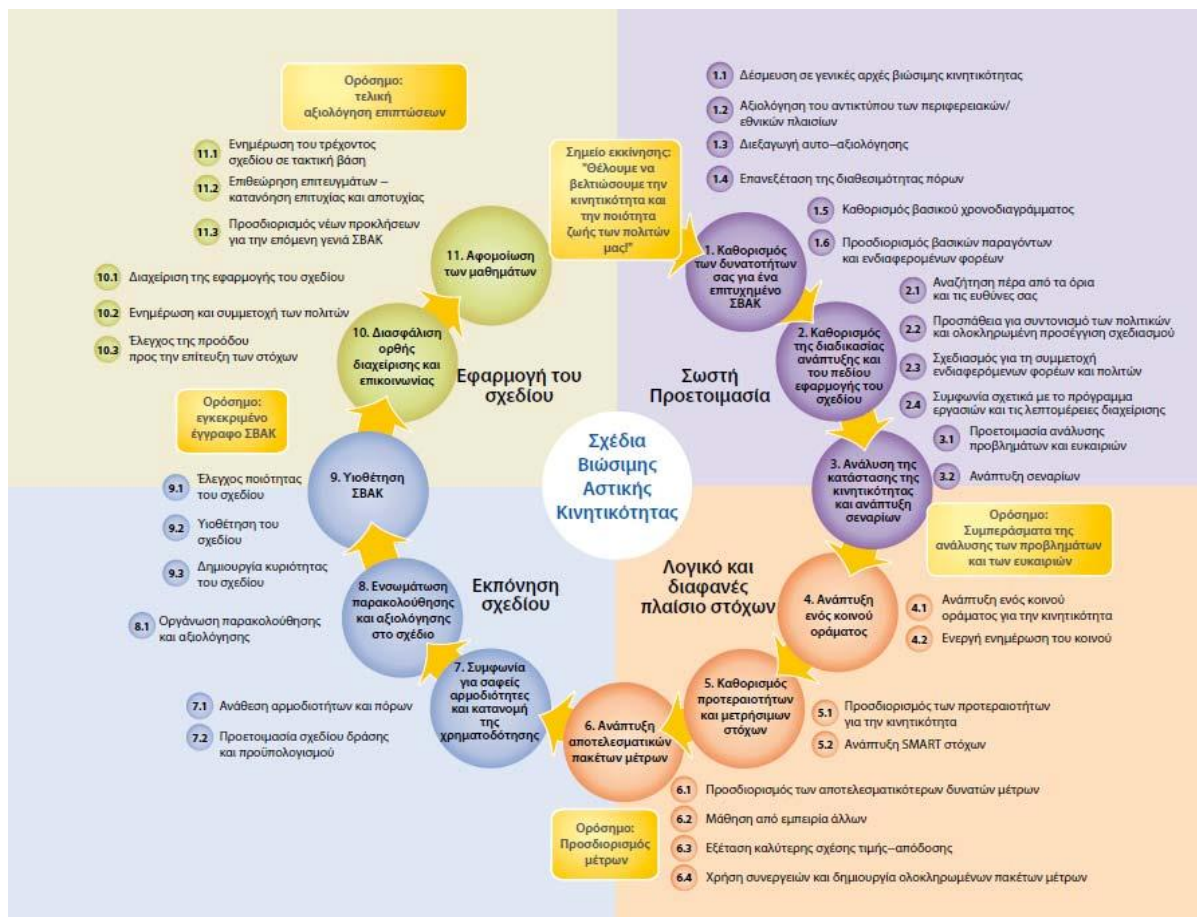 Ορόσημο:
τελική
αξιολόγηση επιπτώσεων
11.1 Ενημέρωση του τρέχοντος
σχεδίου σε τακτική βάση
11.2 Επιθεώρηση επιτευγμάτων –
κατανόηση επιτυχίας και αποτυχίας
11.3 Προσδιορισμός νέων προκλήσεων
για την επόμενη γενιά ΣΒΑΚ
11. Αφομοίωση
των μαθημάτων
10.1 Διαχείριση της εφαρμογής του σχεδίου
10.2 Ενημέρωση και συμμετοχή των πολιτών
10.3 Έλεγχος της προόδου
προς την επίτευξη των στόχων
10. Διασφάλιση
ορθής
διαχείρισης και
επικοινωνίας
Εφαρμογή του
σχεδίου
Σημείο εκκίνησης:
"Θέλουμε να
βελτιώσουμε την
κινητικότητα και
την ποιότητα
ζωής των πολιτών
μας!"
1.1 Δέσμευση σε γενικές αρχές βιώσιμης κινητικότητας
1.2 Αξιολόγηση του αντικτύπου των περιφερειακών/
εθνικών πλαισίων
1.3 Διεξαγωγή αυτο–αξιολόγησης
1.4 Επανεξέταση της διαθεσιμότητας πόρων
1.5 Καθορισμός βασικού χρονοδιαγράμματος
1.6 Προσδιορισμός βασικών παραγόντων
και ενδιαφερομένων φορέων
1. Καθορισμός
των δυνατοτήτων
σας για ένα
επιτυχημένο
ΣΒΑΚ
2.1 Αναζήτηση πέρα από τα όρια
και τις ευθύνες σας
2.2 Προσπάθεια για συντονισμό των πολιτικών
και ολοκληρωμένη προσέγγιση σχεδιασμού
2.3 Σχεδιασμός για τη συμμετοχή
ενδιαφερόμενων φορέων και πολιτών
2.4 Συμφωνία σχετικά με το πρόγραμμα
εργασιών και τις λεπτομέρειες διαχείρισης
2. Καθορισμός
της διαδικασίας
ανάπτυξης και
του πεδίου
εφαρμογής του
σχεδίου
Σωστή
Προετοιμασία
3.1 Προετοιμασία ανάλυσης
προβλημάτων και ευκαιριών
3.2 Ανάπτυξη σεναρίων
3. Ανάλυση της
κατάστασης της
κινητικότητας
και ανάπτυξη
σεναρίων
Ορόσημο:
Συμπεράσματα της
ανάλυσης των προβλημάτων
και των ευκαιριών
Σχέδια
Βιώσιμης
Αστικής
Κινητικότητας
Ορόσημο:
εγκεκριμένο
έγγραφο ΣΒΑΚ
9. Υιοθέτηση
ΣΒΑΚ
9.1 Έλεγχος ποιότητας
του σχεδίου
9.2 Υιοθέτηση του
σχεδίου
9.3 Δημιουργία κυριότητας
του σχεδίου
Εκπόνηση
σχεδίου
8. Ενσωμάτωση
παρακολούθησης
και αξιολόγησης
στο σχέδιο
8.1 Οργάνωση παρακολούθησης
και αξιολόγησης
7. Συμφωνία
για σαφείς
αρμοδιότητες
και κατανομή
της
χρηματοδότησης
7.1 Ανάθεση αρμοδιοτήτων και πόρων
7.2 Προετοιμασία σχεδίου δράσης
και προϋπολογισμού
Λογικό και
διαφανές
πλαίσιο στόχων
4. Ανάπτυξη
ενός κοινού
οράματος
4.1 Ανάπτυξη ενός κοινού
οράματος για την κινητικότητα
4.2 Ενεργή ενημέρωση του κοινού
5. Καθορισμός
προτεραιοτήτων
και μετρήσιμων
στόχων
5.1 Προσδιορισμός των προτεραιοτήτων
για την κινητικότητα
5.2 Ανάπτυξη SMART στόχων
6. Ανάπτυξη
αποτελεσματικών
πακέτων μέτρων
6.1 Προσδιορισμός των αποτελεσματικότερων δυνατών μέτρων
6.2 Μάθηση από εμπειρία άλλων
6.3 Εξέταση καλύτερης σχέσης τιμής–απόδοσης
6.4 Χρήση συνεργειών και δημιουργία ολοκληρωμένων πακέτων μέτρων
Ορόσημο:
Προσδιορισμός
μέτρων